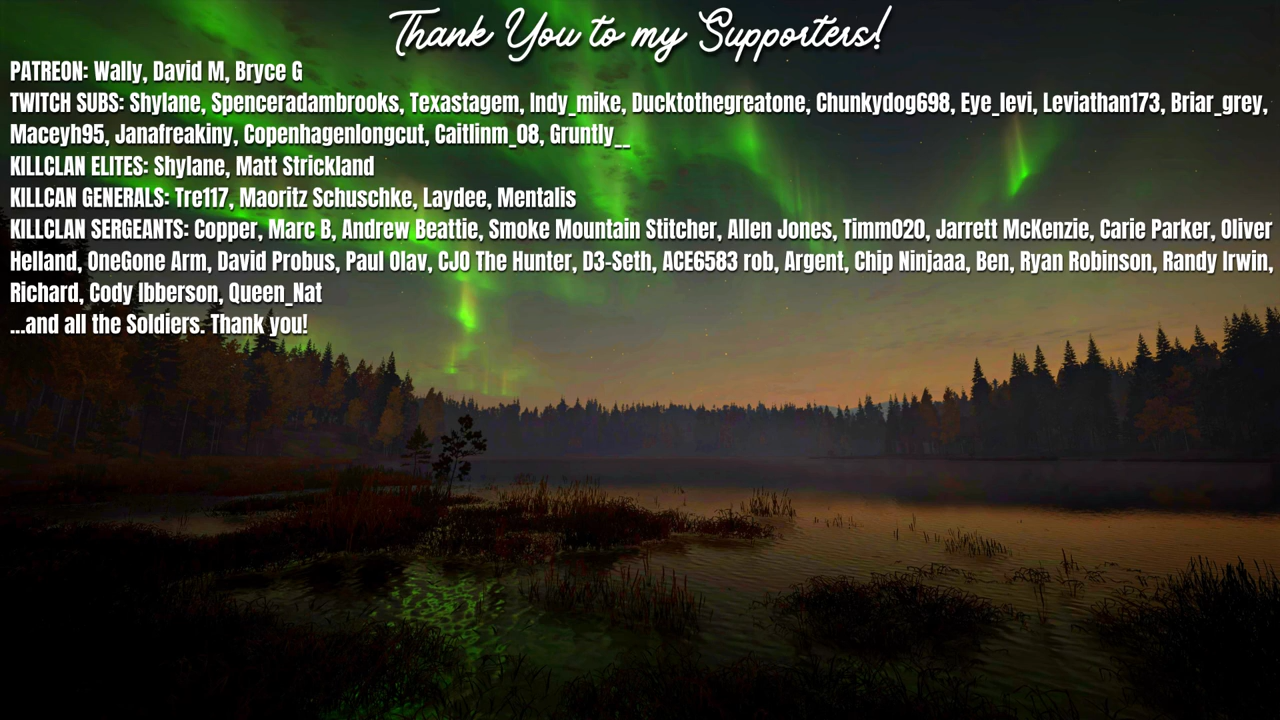 Thank You to my Supporters!
PATREON: Wally, David M, Bryce G
TWITCH SUBS: Shylane, Spenceradambrooks, Texastagem, Indy_mike, Ducktothegreatone, Chunkydog698, Eye_levi, Leviathan173, Briar_grey,
Maceyh95, Janafreakiny, Copenhagenlongcut, Caitlinm_08, Gruntly__
KILLCLAN ELITES: Shylane, Matt Strickland
KILLCAN GENERALS: Tre117, Maoritz Schuschke, Laydee, Mentalis
KILLCLAN SERGEANTS: Copper, Marc B, Andrew Beattie, Smoke Mountain Stitcher, Allen Jones, Timm020, Jarrett McKenzie, Carie Parker, Oliver
Helland, OneGone Arm, David Probus, Paul Olav, CJ0 The Hunter, D3-Seth, ACE6583 rob, Argent, Chip Ninjaaa, Ben, Ryan Robinson, Randy Irwin,
Richard, Cody Ibberson, Queen_Nat
...and all the Soldiers. Thank you!